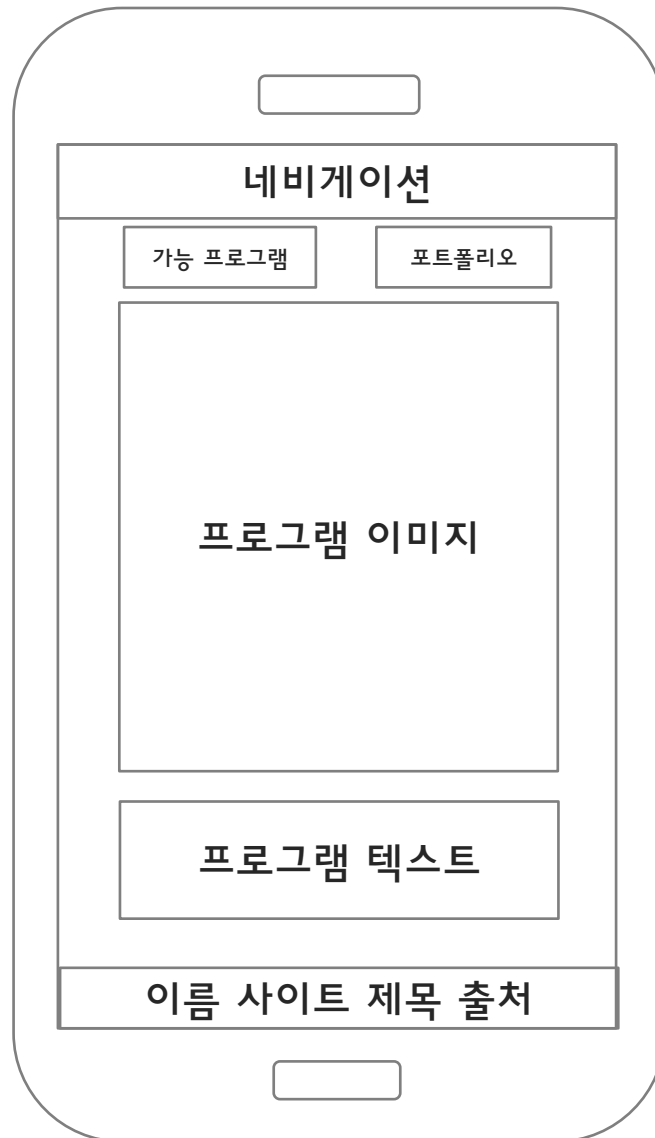 네비게이션
가능 프로그램
포트폴리오
프로그램 이미지
프로그램 텍스트
이름 사이트 제목 출처